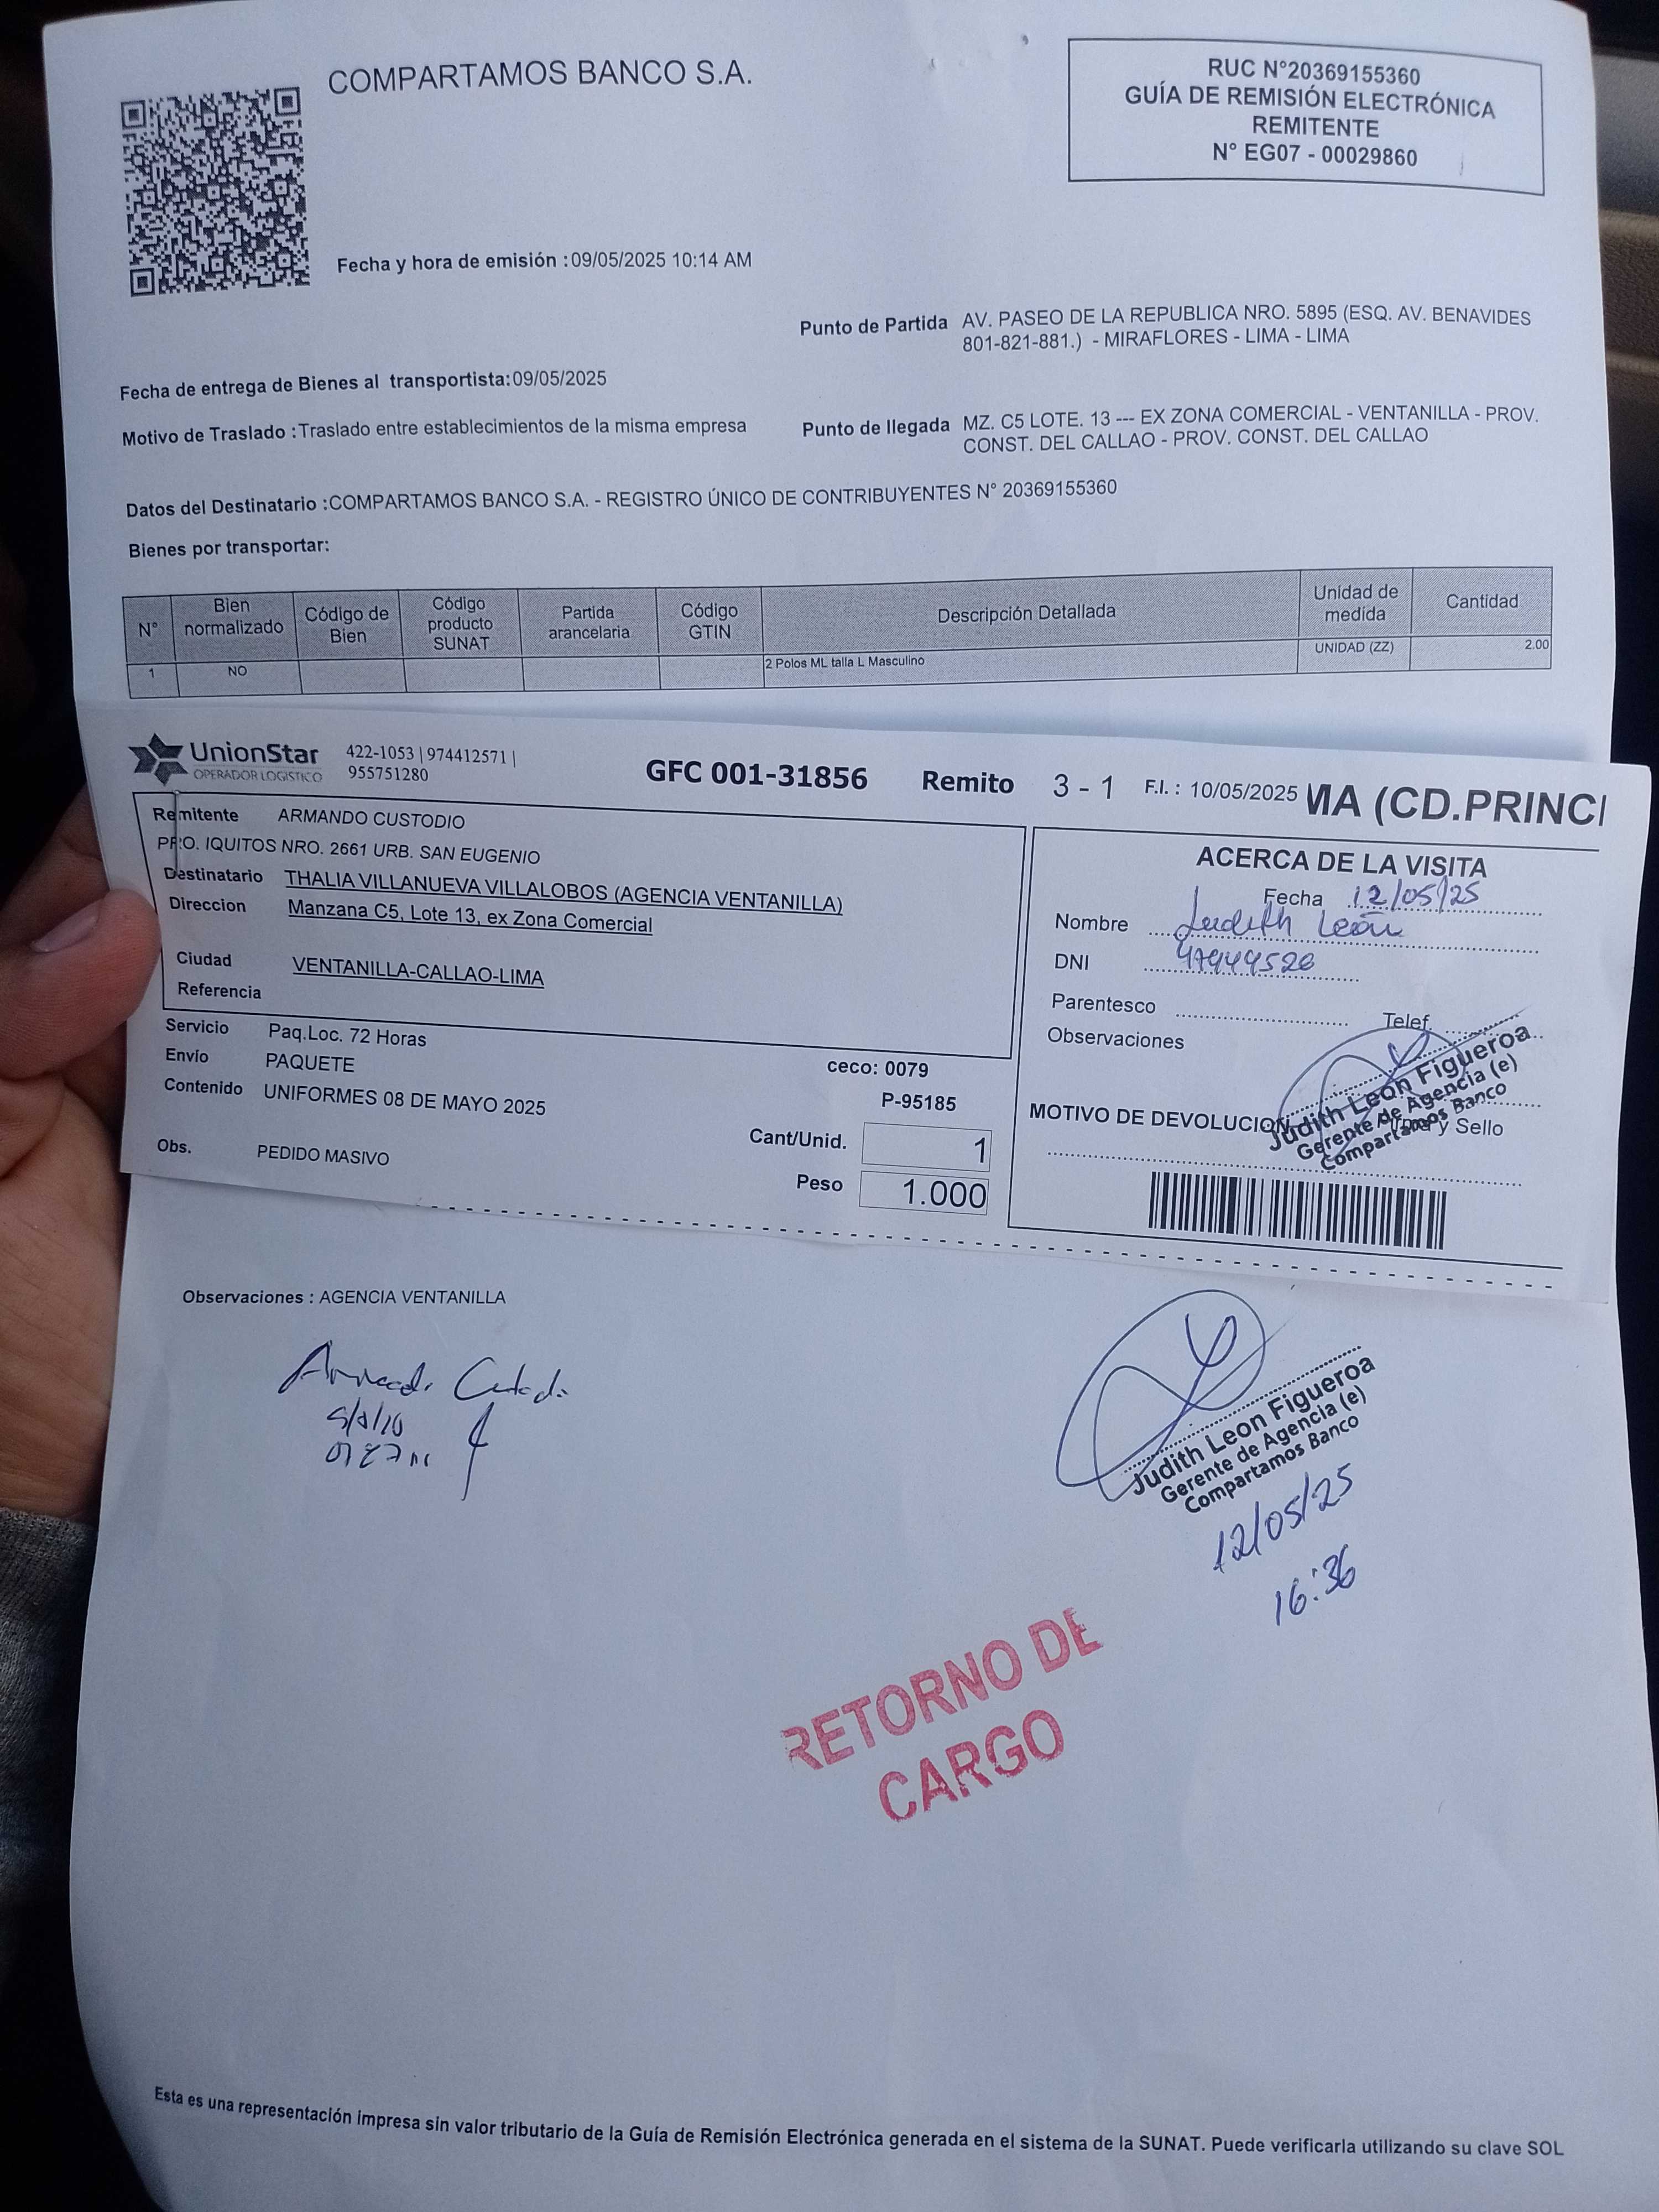 COMPARTAMOS BANCO S.A.
RUC N°20369155360
GUÍA DE REMISIÓN ELECTRÓNICA
REMITENTE
N° EG07 - 00029860
Fecha y hora de emisión :09/05/2025 10:14 AM
Punto de Partida AV. PASEO DE LA REPUBLICA NRO. 5895 (ESQ. AV. BENAVIDES
801-821-881.) - MIRAFLORES - LIMA - LIMA
Fecha de entrega de Bienes al transportista:09/05/2025
Motivo de Traslado :Traslado entre establecimientos de la misma empresa
Punto de llegada MZ. C5 LOTE. 13 --- EX ZONA COMERCIAL - VENTANILLA - PROV.
CONST. DEL CALLAO - PROV. CONST. DEL CALLAO
Datos del Destinatario :COMPARTAMOS BANCO S.A. - REGISTRO ÚNICO DE CONTRIBUYENTES N° 20369155360
Bienes por transportar:
N° Bien normalizado Código de Bien Código producto SUNAT Partida arancelaria Código GTIN Descripción Detallada Unidad de medida Cantidad
1 NO 2 Polos ML talla L Masculino UNIDAD (ZZ) 2.00
UnionStar
OPERADOR LOGISTICO
422-1053 | 974412571 |
955751280
GFC 001-31856 Remito 3 - 1 F.I. : 10/05/2025 MA (CD.PRINCI
Remitente ARMANDO CUSTODIO
PRO. IQUITOS NRO. 2661 URB. SAN EUGENIO
Destinatario THALIA VILLANUEVA VILLALOBOS (AGENCIA VENTANILLA)
Direccion Manzana C5, Lote 13, ex Zona Comercial
Ciudad VENTANILLA-CALLAO-LIMA
Referencia
Servicio Paq.Loc. 72 Horas
Envío PAQUETE
Contenido UNIFORMES 08 DE MAYO 2025
Obs. PEDIDO MASIVO
ceco: 0079
P-95185
Cant/Unid. 1
Peso 1.000
ACERCA DE LA VISITA
Fecha 12/05/25
Nombre Judith León
DNI 47944526
Parentesco Telef.
Observaciones
Judith Leon Figueroa
Gerente de Agencia (e)
Compartamos Banco
MOTIVO DE DEVOLUCION y Sello
Observaciones : AGENCIA VENTANILLA
Judith Leon Figueroa
Gerente de Agencia (e)
Compartamos Banco
12/05/25
16:36
RETORNO DE
CARGO
Esta es una representación impresa sin valor tributario de la Guía de Remisión Electrónica generada en el sistema de la SUNAT. Puede verificarla utilizando su clave SOL